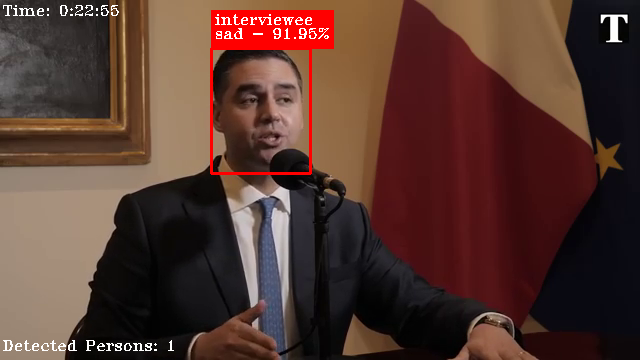 Time: 0:22:55
interviewee
sad - 91.95%
T
Detected Persons: 1